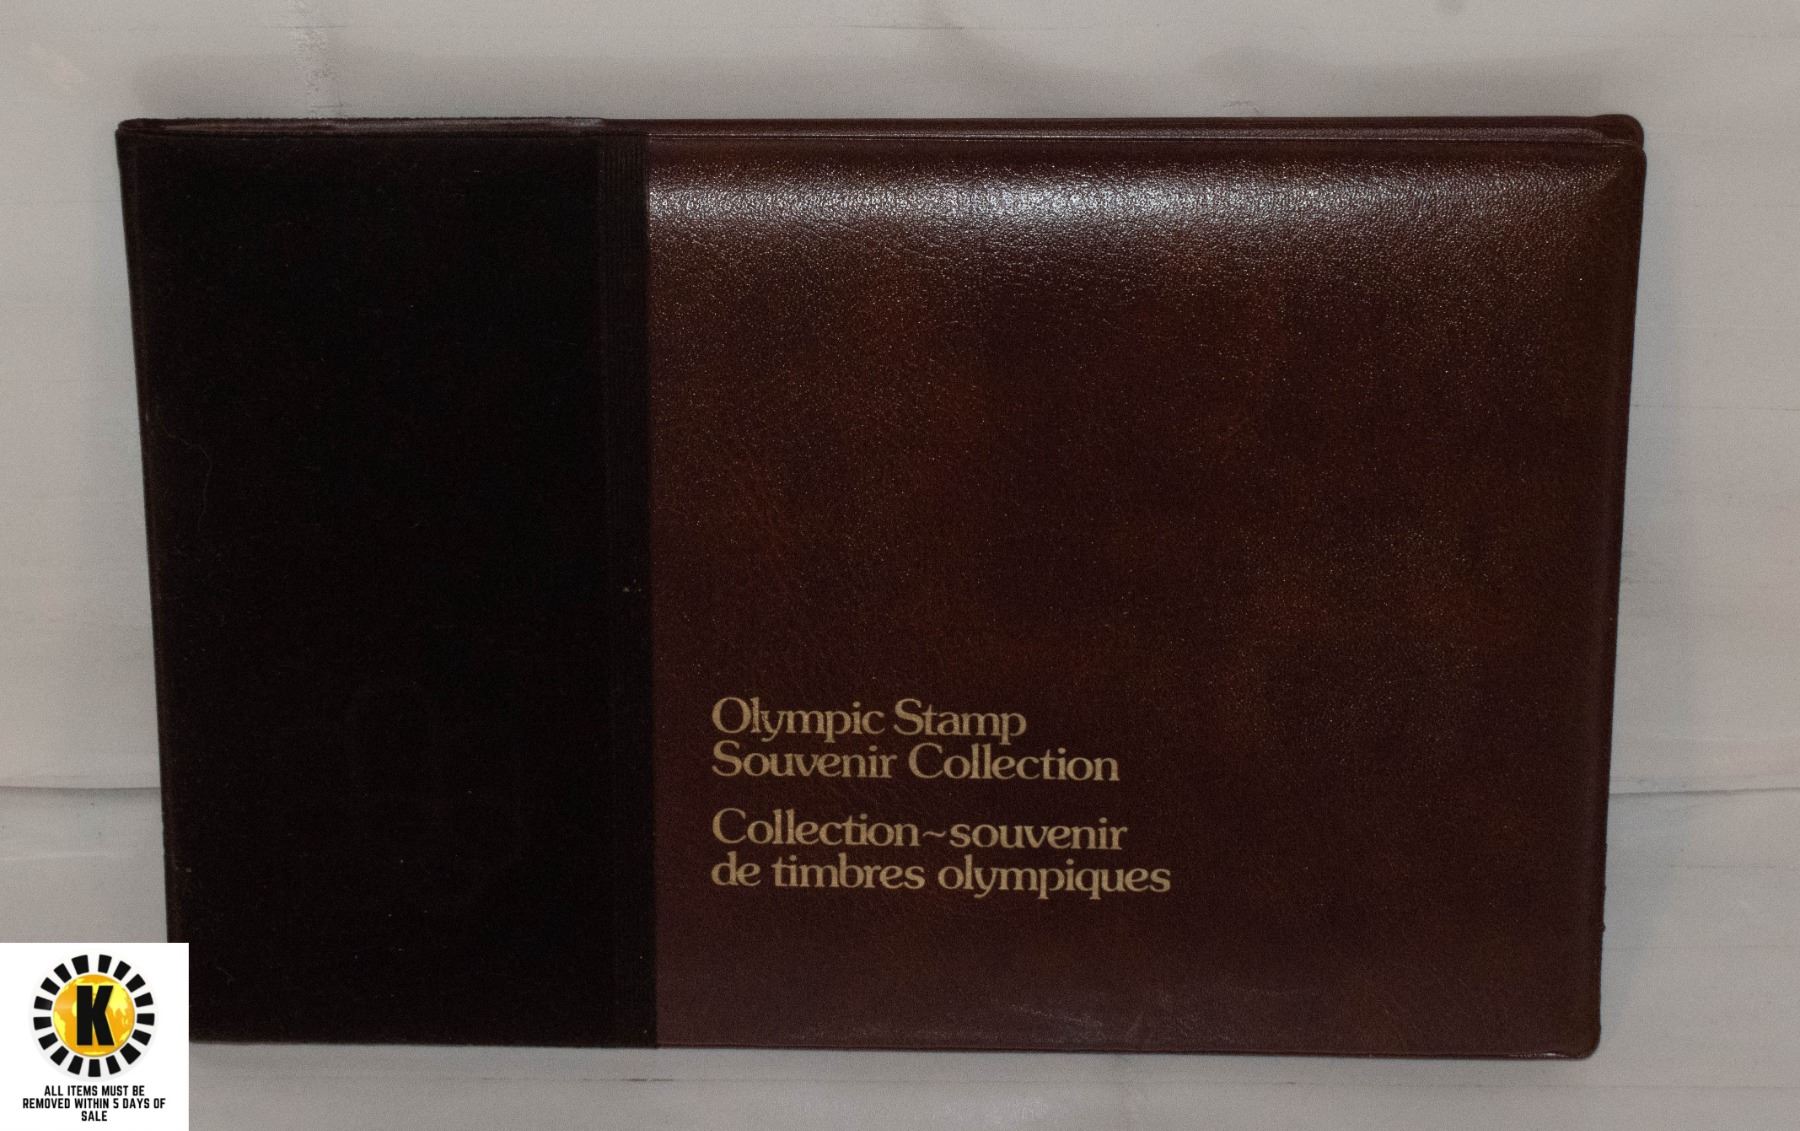 Olympic Stamp
Souvenir Collection
Collection~souvenir
de timbres olympiques
K
ALL ITEMS MUST BE
REMOVED WITHIN 5 DAYS OF
SALE